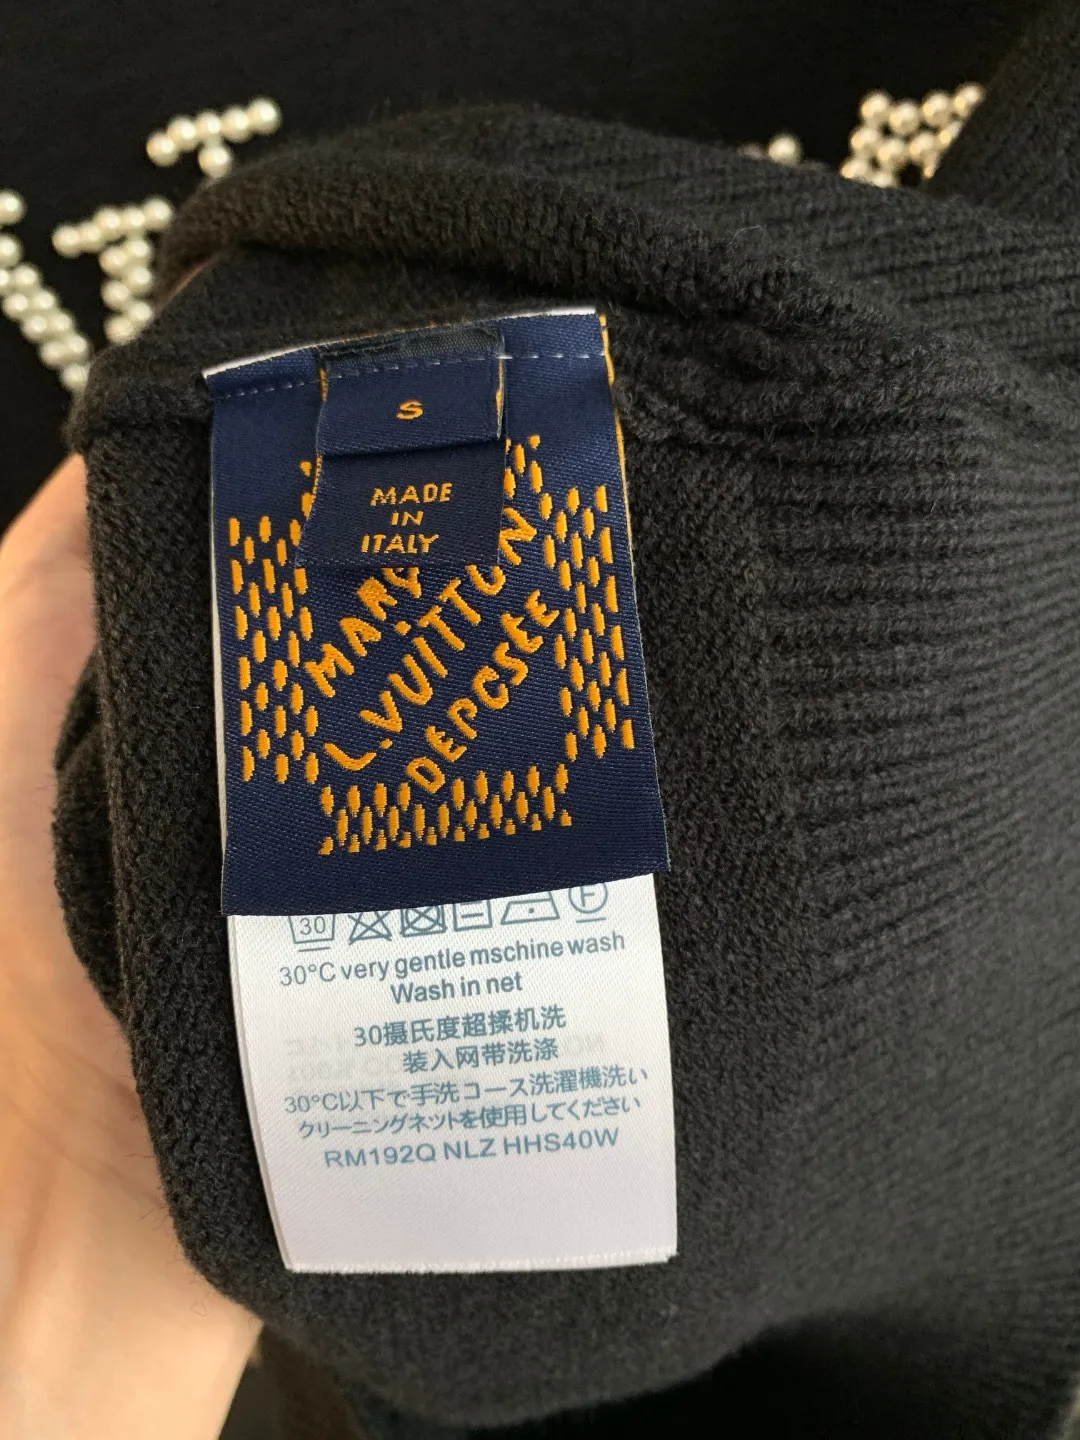 S
MADE
IN
ITALY
MARQ
L.VUITTON
DEPCSTE
30
F
30°C very gentle mschine wash
Wash in net
30摄氏度超揉机洗
装入网带洗涤
30℃以下で手洗コース洗濯機洗い
クリーニングネットを使用してください
RM192Q NLZ HHS40W